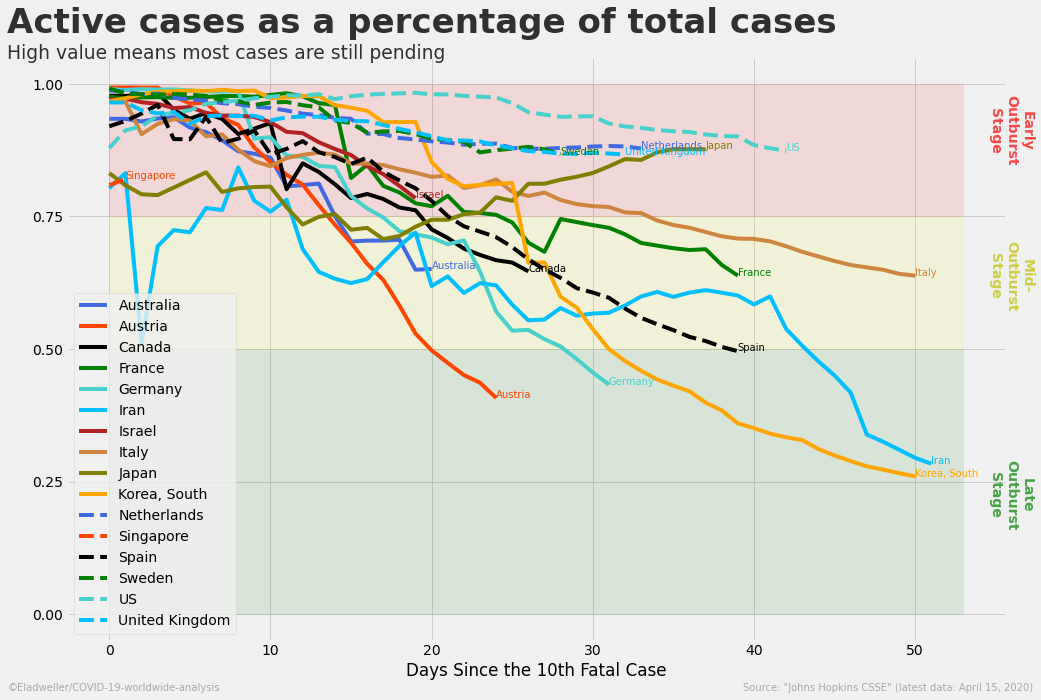 Active cases as a percentage of total cases
High value means most cases are still pending
1.00
0.75
0.50
0.25
0.00
Early
Outburst
Stage
Mid-
Outburst
Stage
Late
Outburst
Stage
Singapore
Israel
Sweden
Netherlands
United Kingdom
Japan
US
Australia
Canada
France
Italy
Spain
Austria
Germany
Iran
Korea, South
Australia
Austria
Canada
France
Germany
Iran
Israel
Italy
Japan
Korea, South
Netherlands
Singapore
Spain
Sweden
US
United Kingdom
0
10
20
30
40
50
Days Since the 10th Fatal Case
©Eladweller/COVID-19-worldwide-analysis
Source: "Johns Hopkins CSSE" (latest data: April 15, 2020)